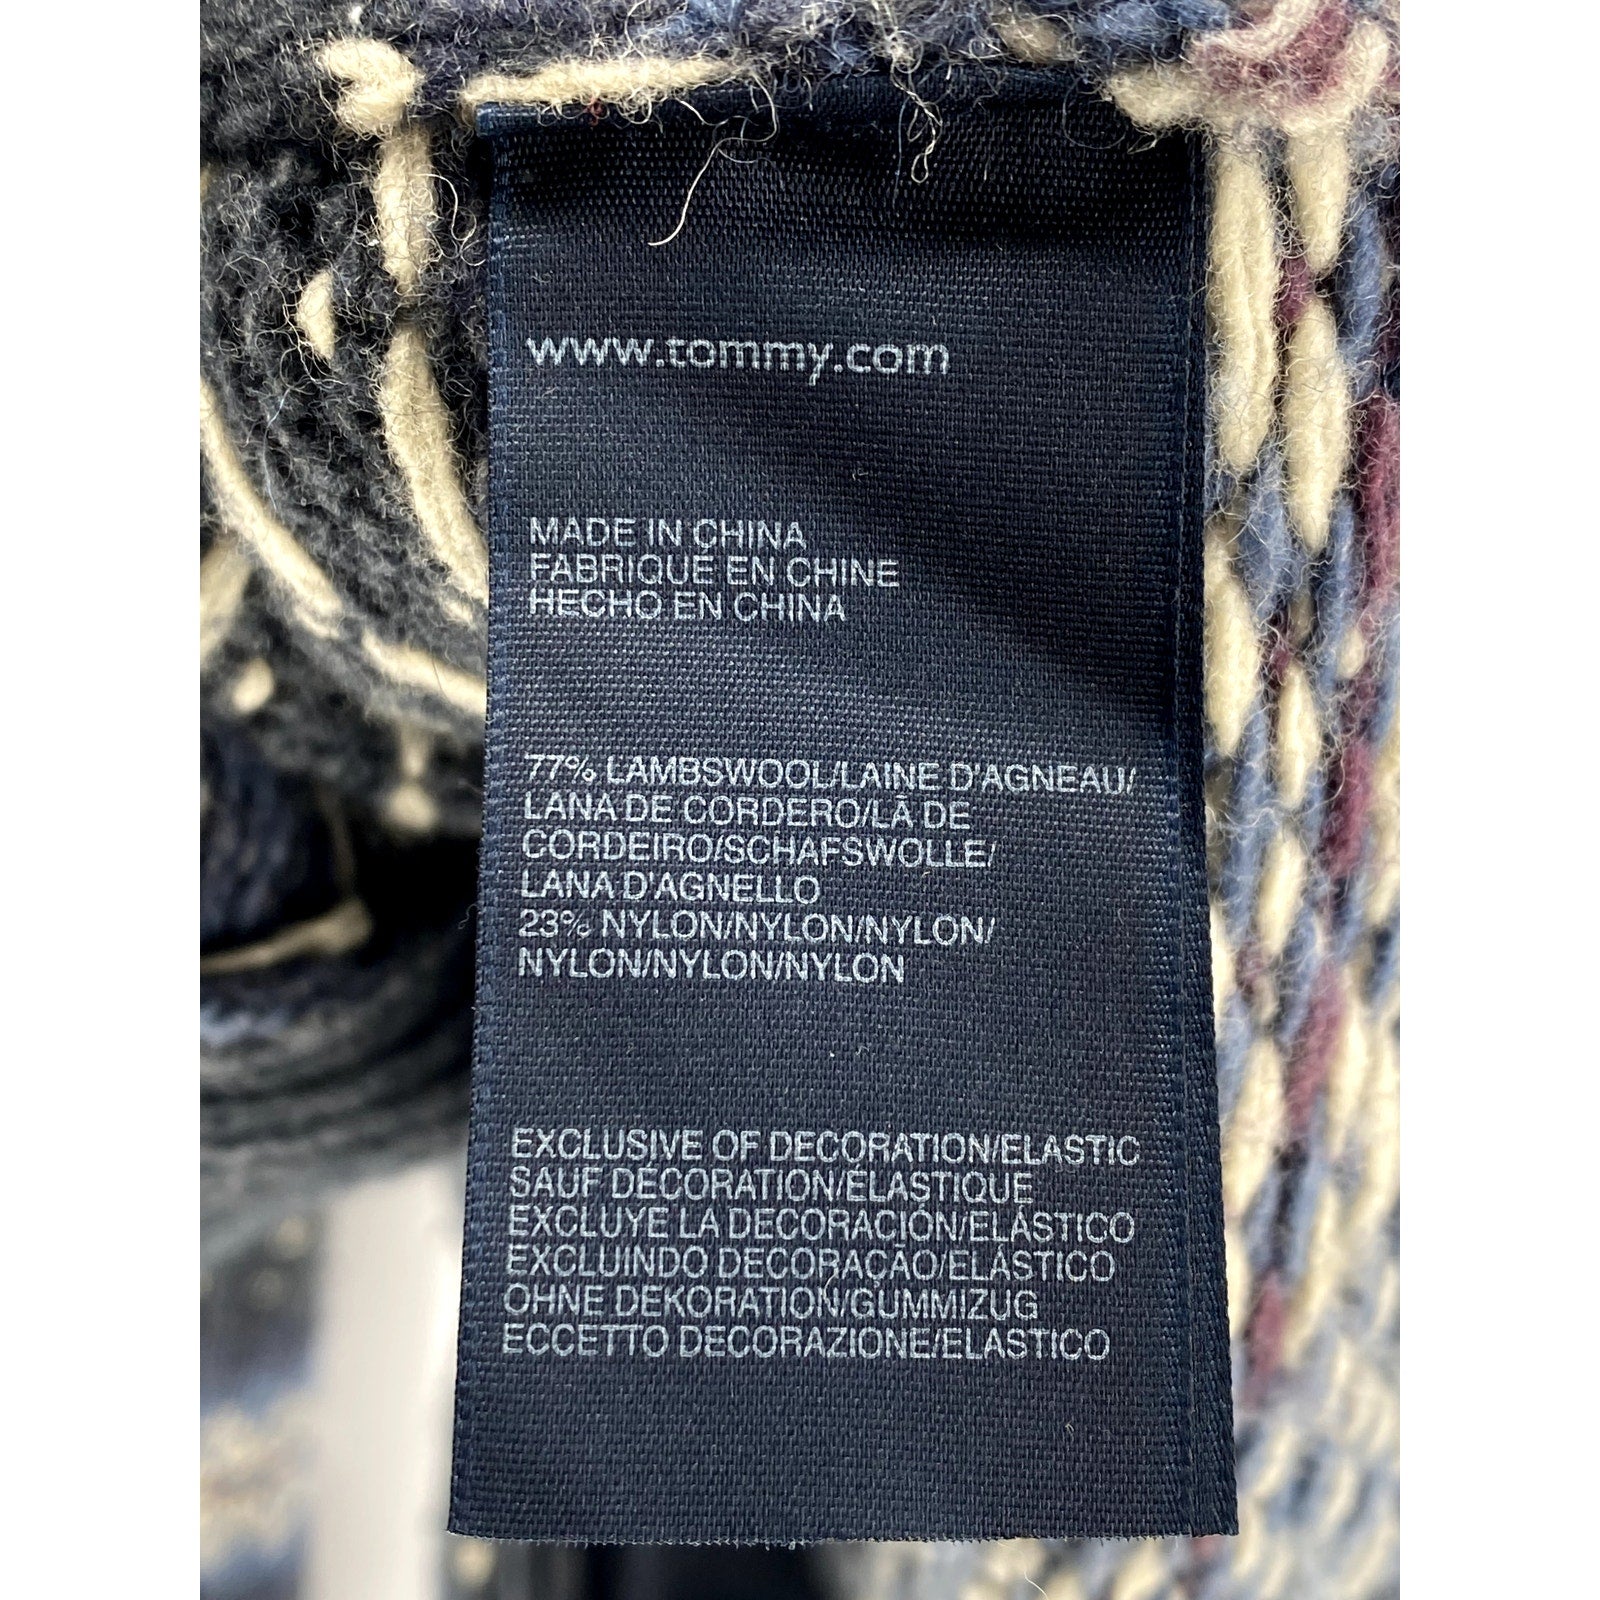 www.tommy.com
MADE IN CHINA
FABRIQUÉ EN CHINE
HECHO EN CHINA
77% LAMBSWOOL/LAINE D'AGNEAU/
LANA DE CORDERO/LÃ DE
CORDEIRO/SCHAFSWOLLE/
LANA D'AGNELLO
23% NYLON/NYLON/NYLON/
NYLON/NYLON/NYLON
EXCLUSIVE OF DECORATION/ELASTIC
SAUF DÉCORATION/ÉLASTIQUE
EXCLUYE LA DECORACIÓN/ELÁSTICO
EXCLUINDO DECORAÇÃO/ELÁSTICO
OHNE DEKORATION/GUMMIZUG
ECCETTO DECORAZIONE/ELASTICO